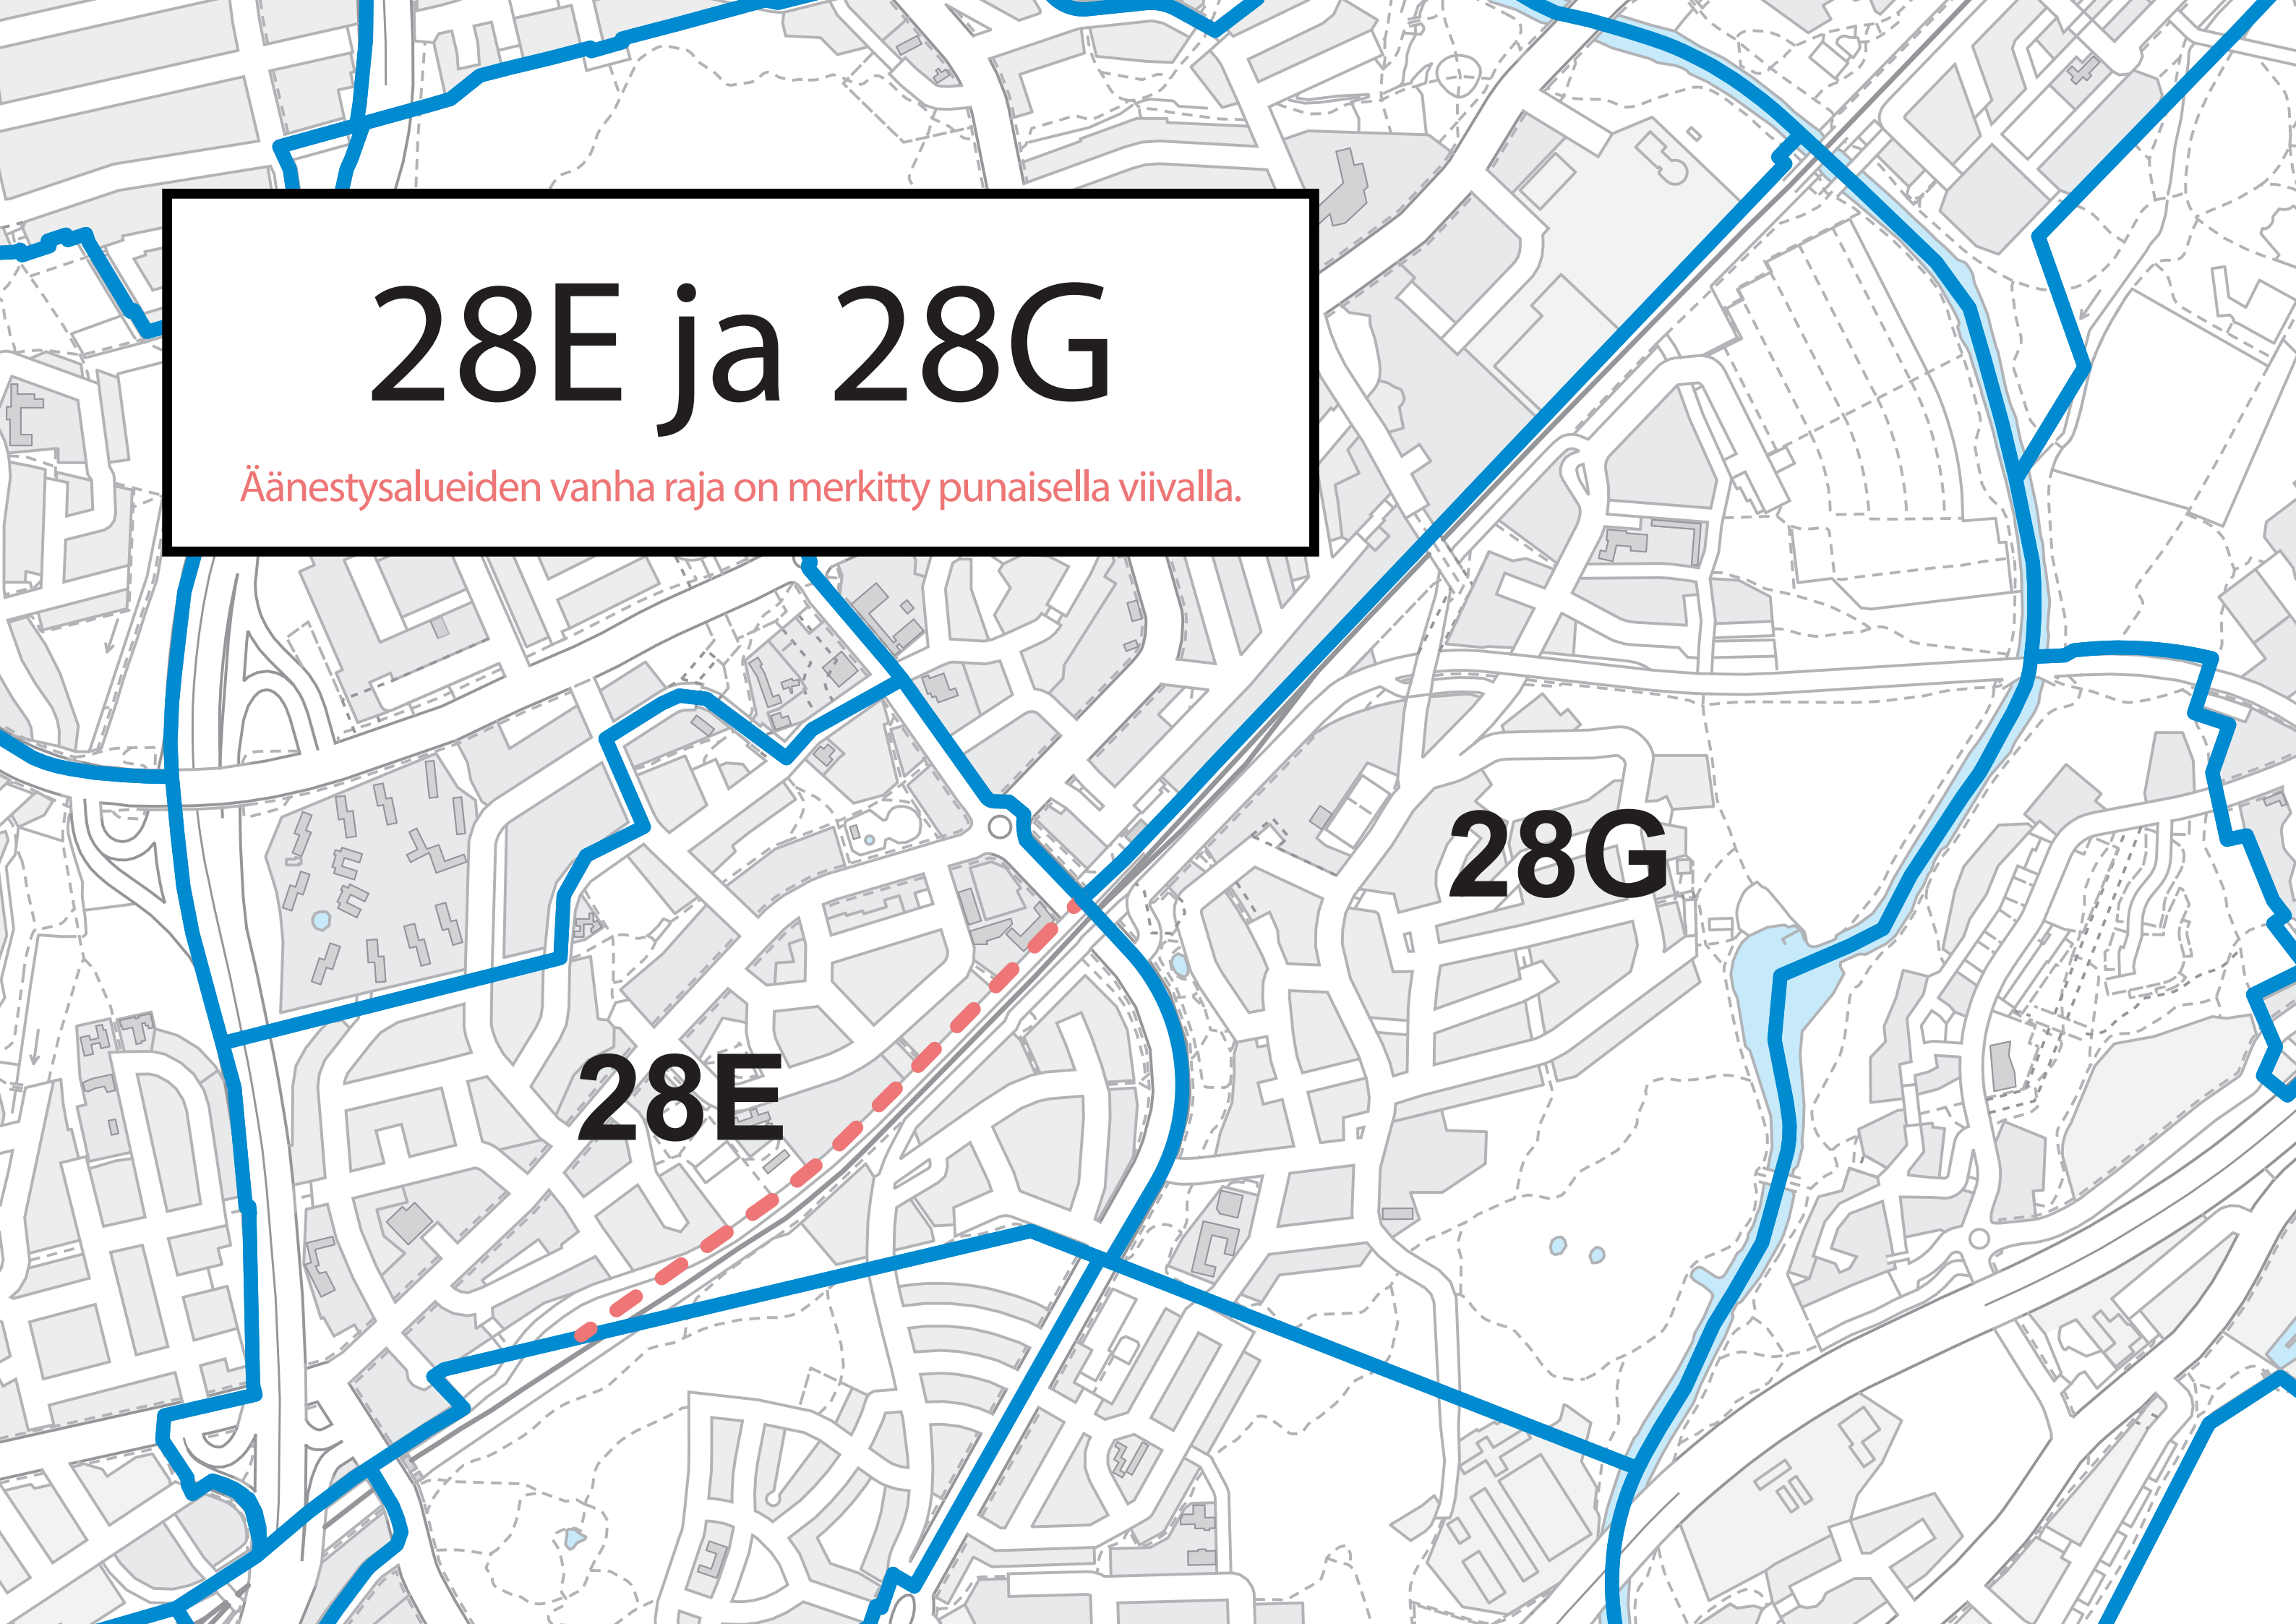 28E ja 28G
Äänestysalueiden vanha raja on merkitty punaisella viivalla.
28G
28E